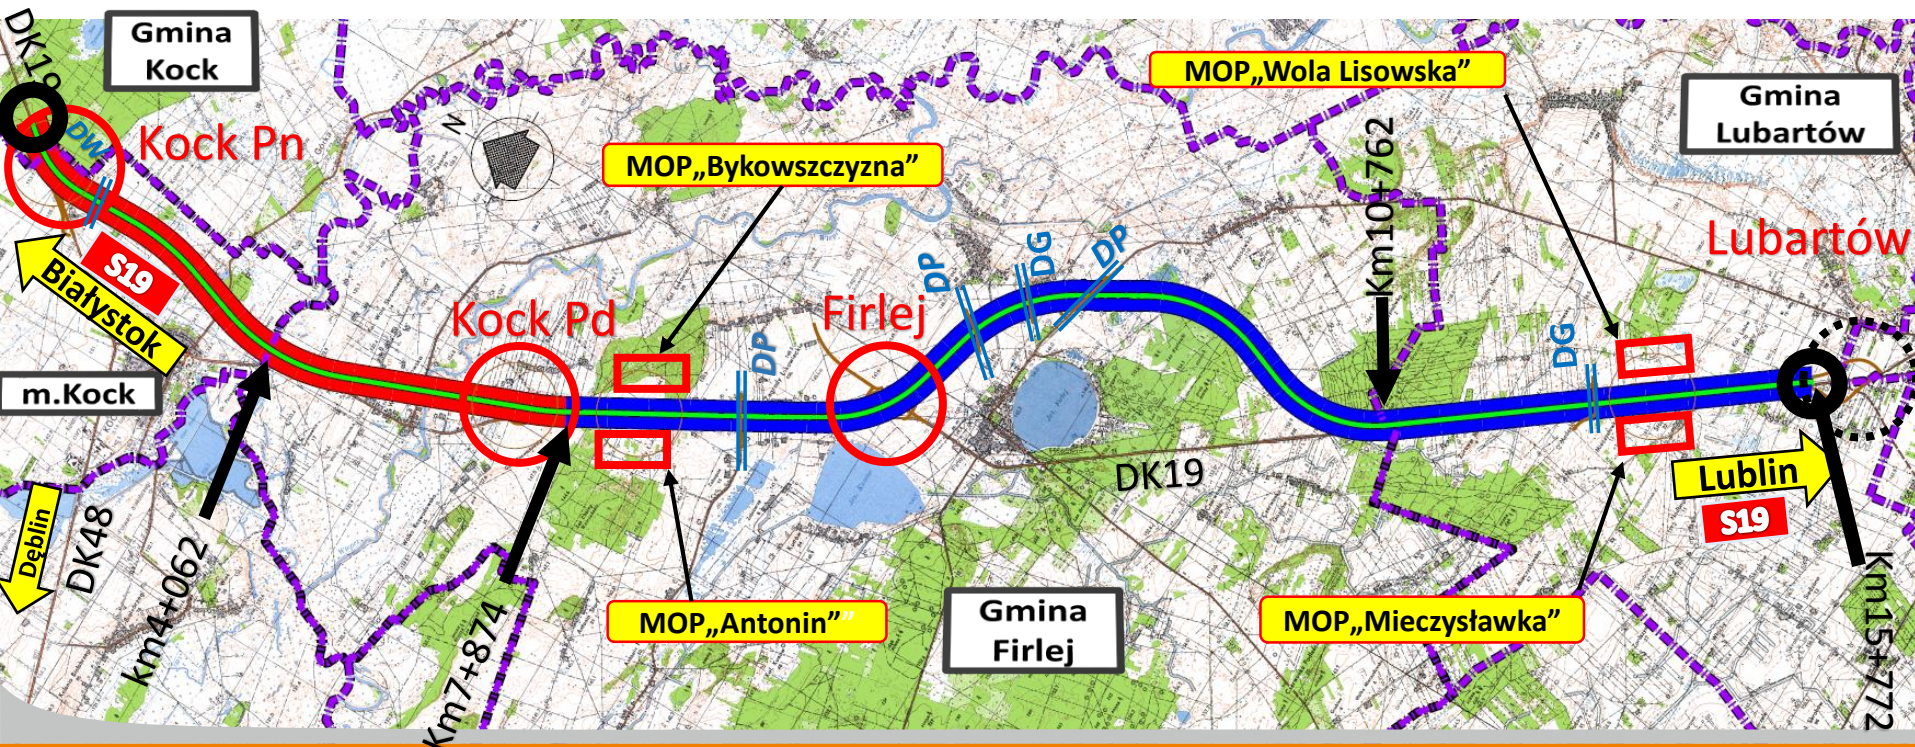 DK19
Gmina
Kock
DW
Kock Pn
N
MOP„Bykowszczyzna”
MOP„Wola Lisowska”
Gmina
Lubartów
Km10+762
Lubartów
S19
Białystok
Kock Pd
Firlej
DP
DP
DG
DP
DG
m.Kock
Dęblin
DK48
km4+062
Km7+874
MOP„Antonin””
Gmina
Firlej
DK19
MOP„Mieczysławka”
Lublin
S19
Km15+772